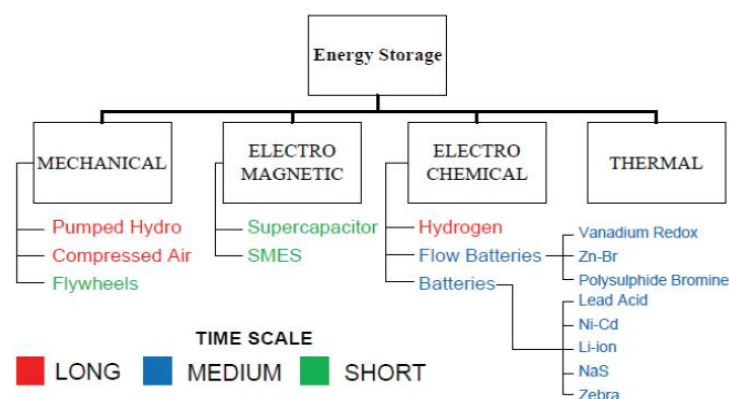 Energy Storage
MECHANICAL
ELECTRO
MAGNETIC
ELECTRO
CHEMICAL
THERMAL
Pumped Hydro
Compressed Air
Flywheels
Supercapacitor
SMES
Hydrogen
Flow Batteries
Batteries
Vanadium Redox
Zn-Br
Polysulphide Bromine
Lead Acid
Ni-Cd
Li-ion
NaS
Zebra
TIME SCALE
LONG
MEDIUM
SHORT